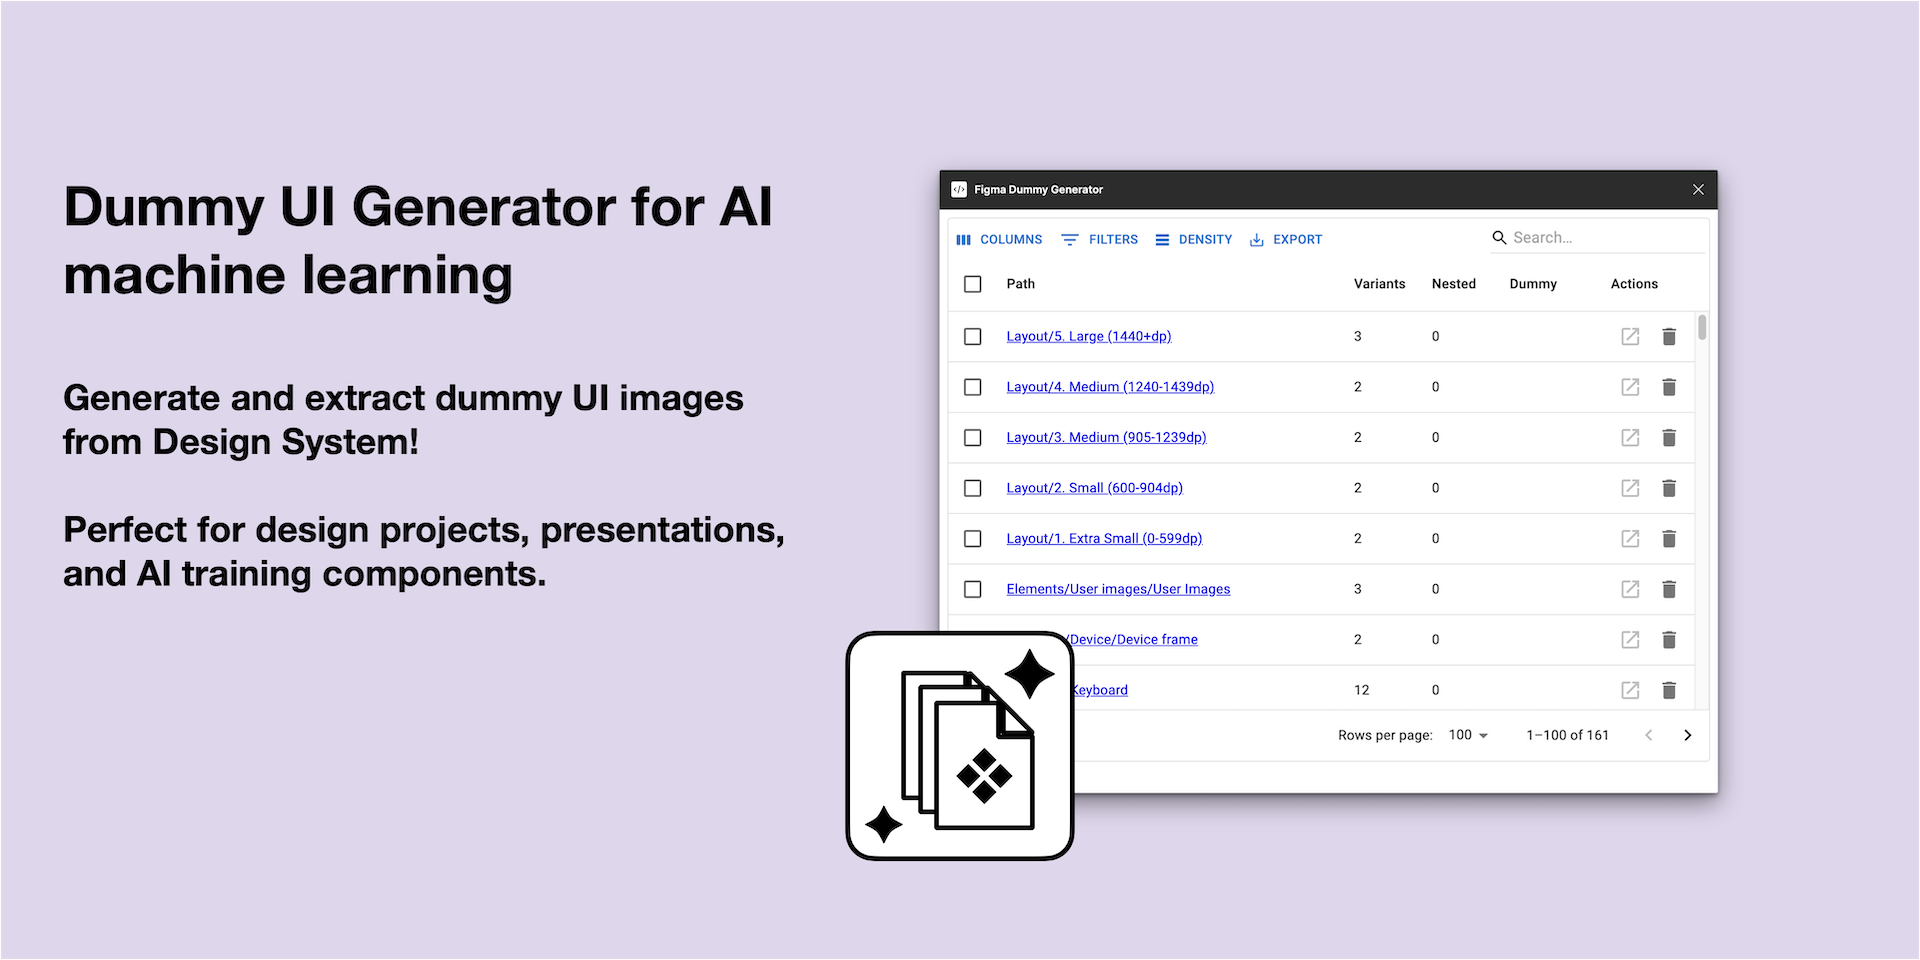 Dummy UI Generator for AI
machine learning
Generate and extract dummy UI images
from Design System!
Perfect for design projects, presentations,
and AI training components.
Figma Dummy Generator
COLUMNS FILTERS DENSITY EXPORT Search...
Path Variants Nested Dummy Actions
Layout/5. Large (1440+dp) 3 0
Layout/4. Medium (1240-1439dp) 2 0
Layout/3. Medium (905-1239dp) 2 0
Layout/2. Small (600-904dp) 2 0
Layout/1. Extra Small (0-599dp) 2 0
Elements/User images/User Images 3 0
/Device/Device frame 2 0
Keyboard 12 0
Rows per page: 100 1–100 of 161